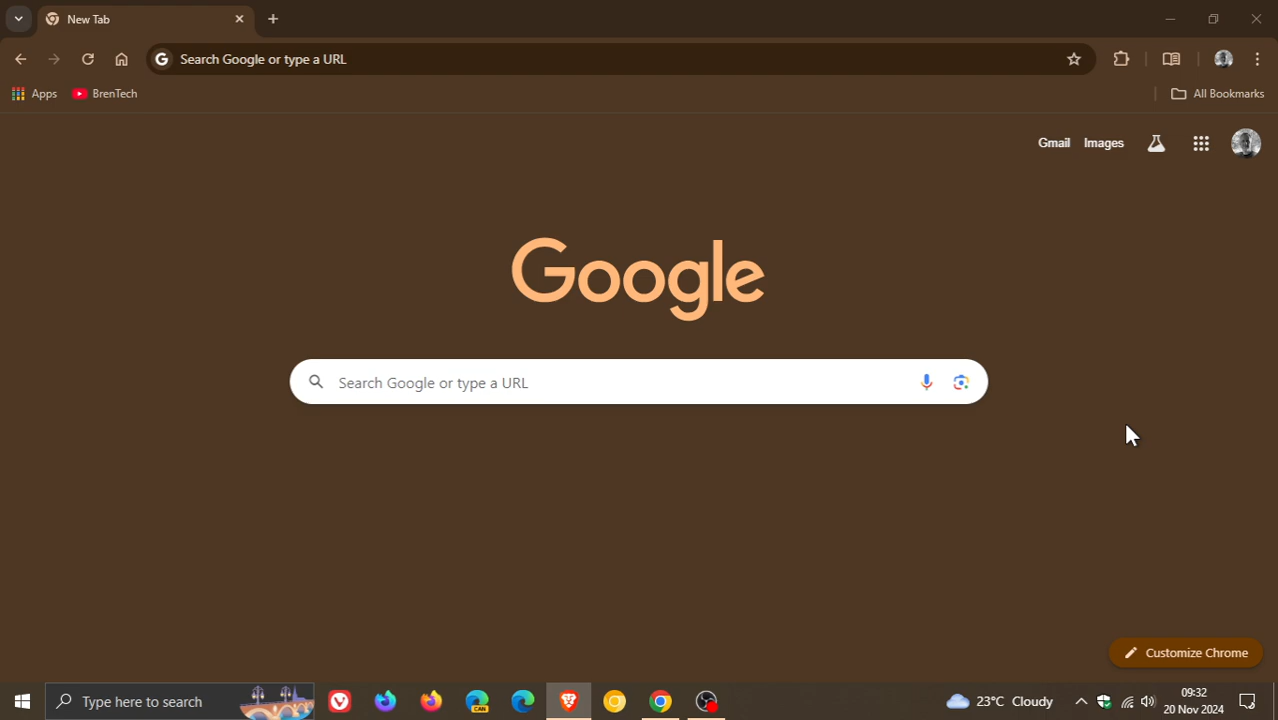 New Tab
Search Google or type a URL
Apps
BrenTech
All Bookmarks
Gmail
Images
Google
Search Google or type a URL
Customize Chrome
Type here to search
CAN
23°C Cloudy
09:32
20 Nov 2024